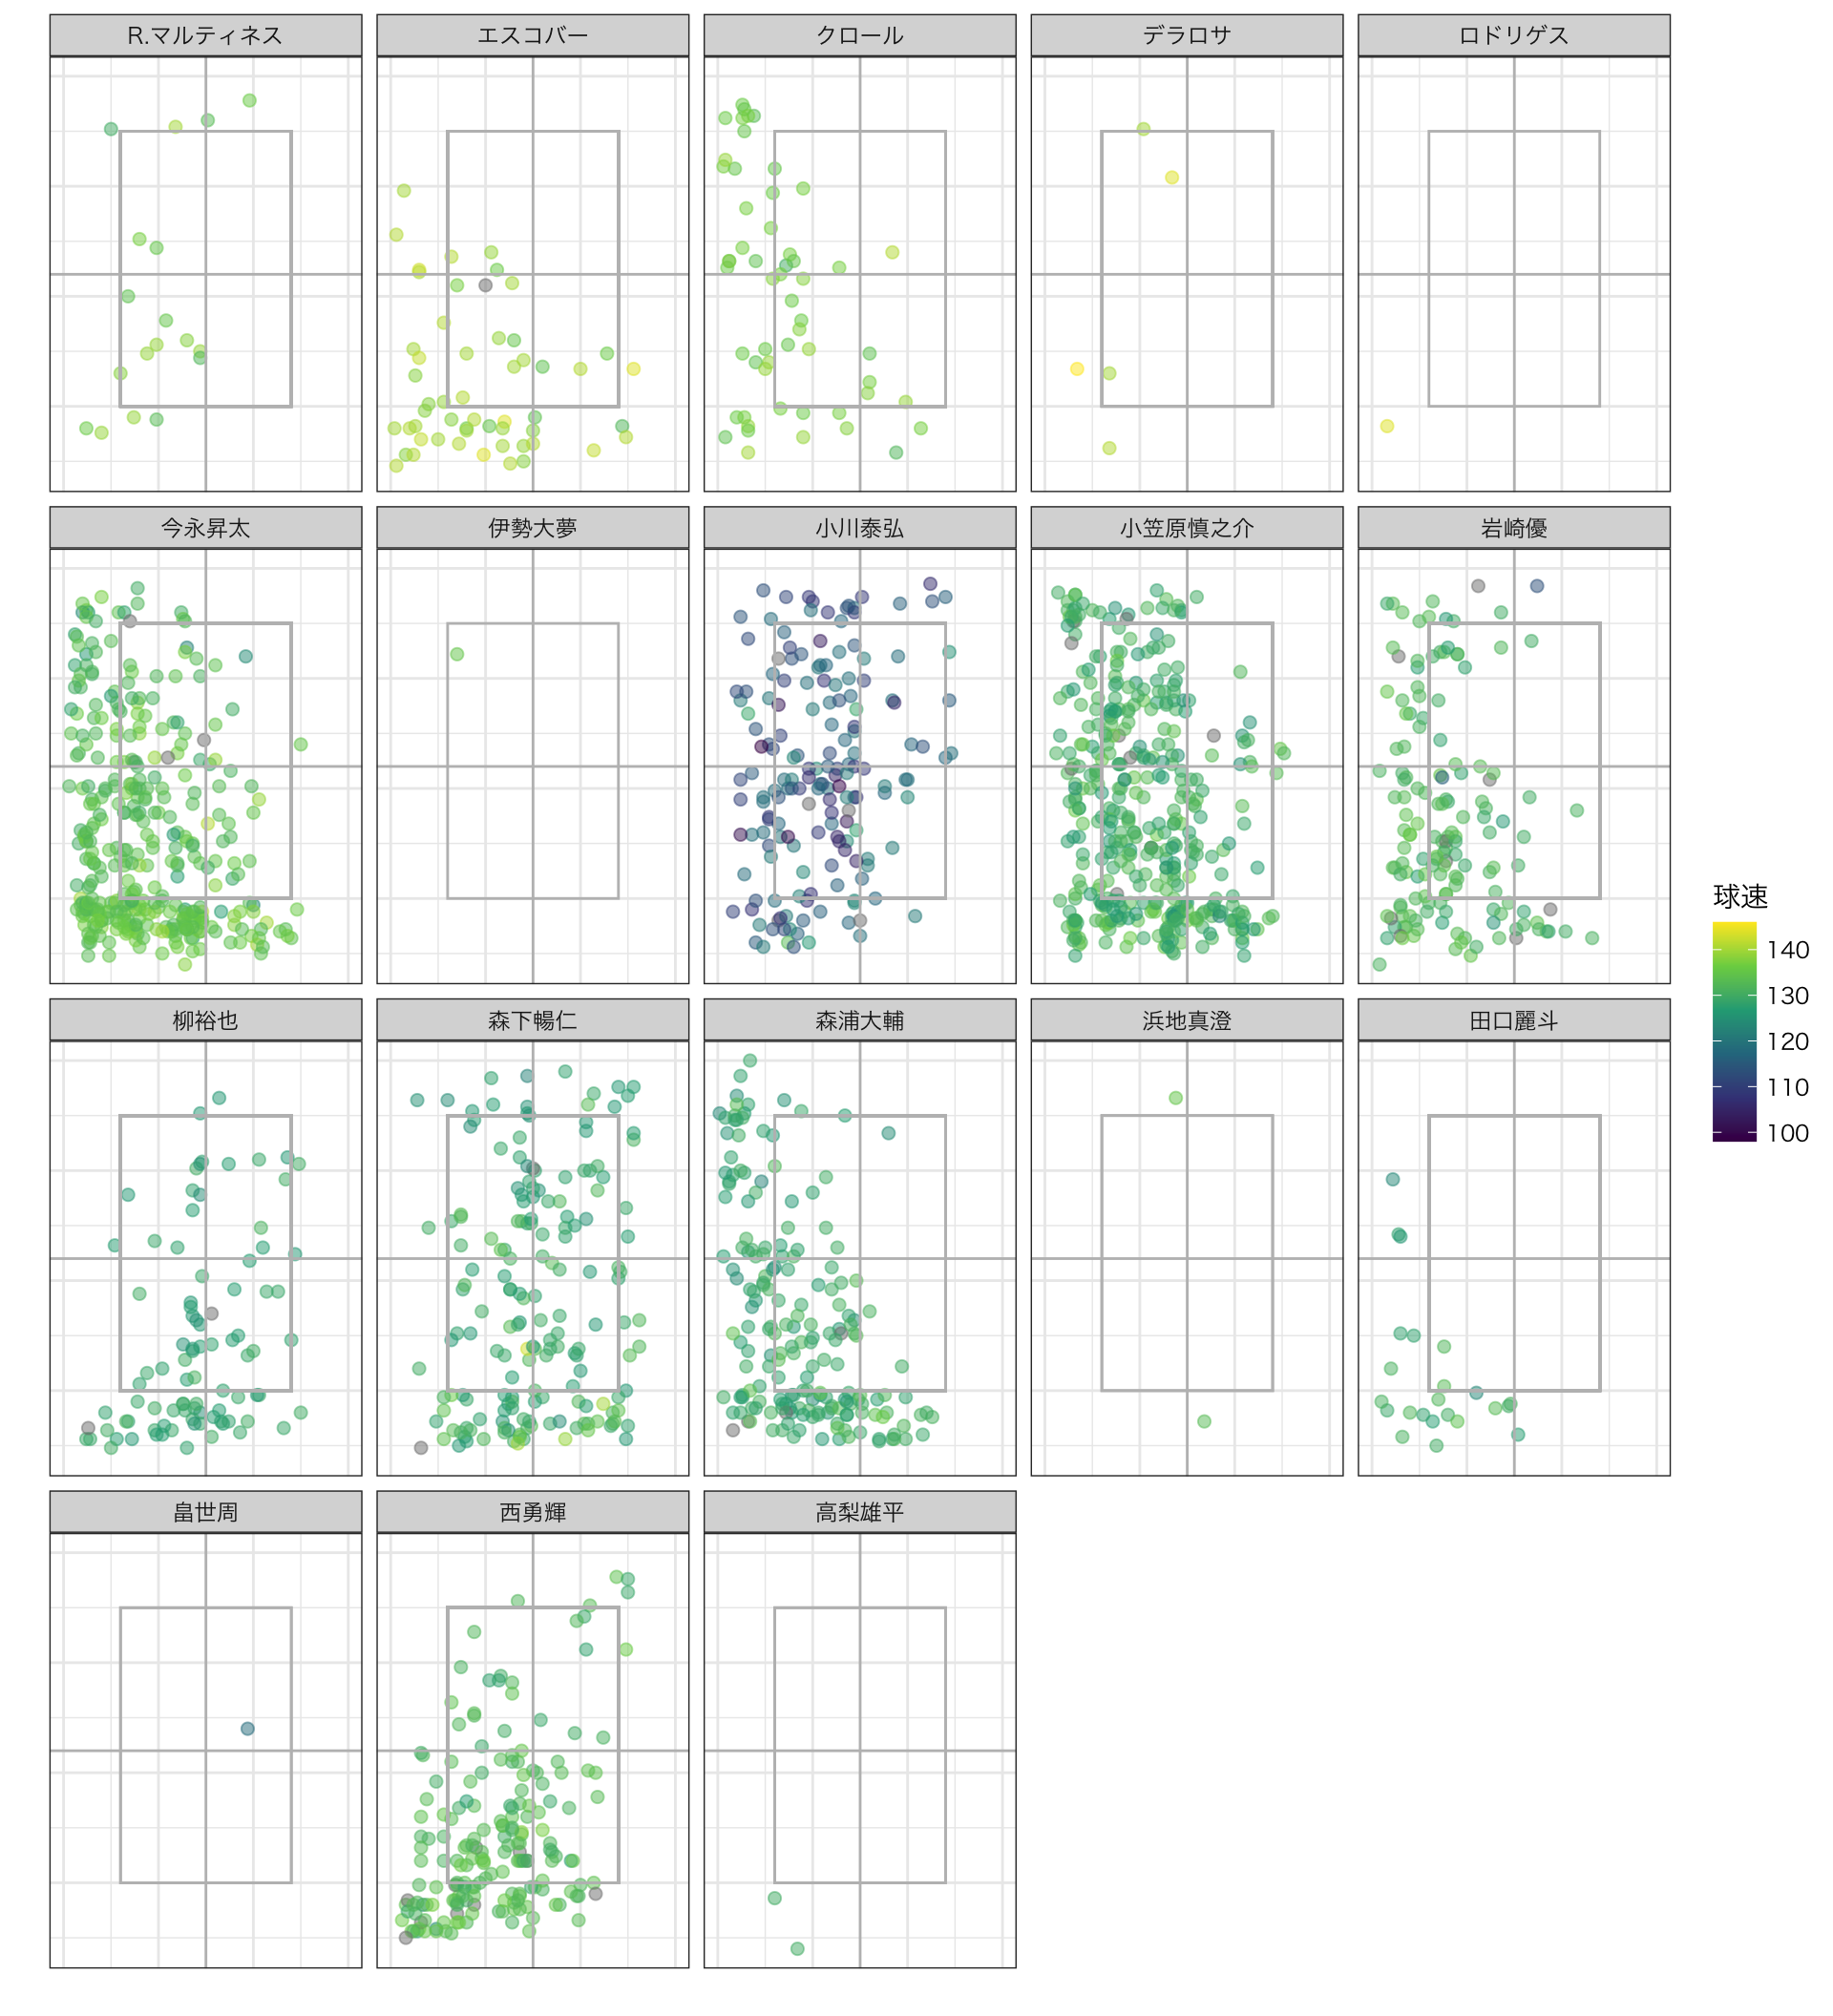 R.マルティネス
エスコバー
クロール
デラロサ
ロドリゲス
今永昇太
伊勢大夢
小川泰弘
小笠原慎之介
岩崎優
柳裕也
森下暢仁
森浦大輔
浜地真澄
田口麗斗
畠世周
西勇輝
高梨雄平
球速
140
130
120
110
100